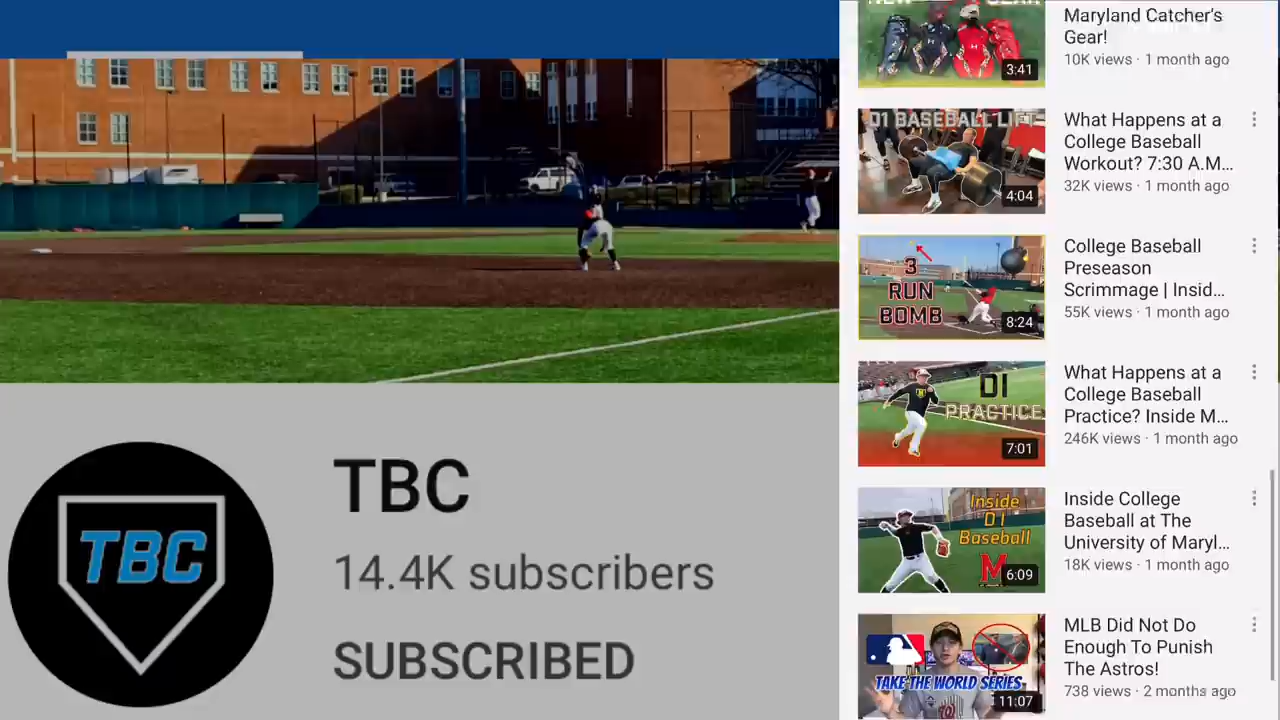 TBC
TBC
14.4K subscribers
SUBSCRIBED
Maryland Catcher's
Gear!
10K views · 1 month ago
3:41
D1 BASEBALL LIFT
4:04
What Happens at a
College Baseball
Workout? 7:30 A.M...
32K views · 1 month ago
3
RUN
BOMB
8:24
College Baseball
Preseason
Scrimmage | Insid...
55K views · 1 month ago
D1
PRACTICE
7:01
What Happens at a
College Baseball
Practice? Inside M...
246K views · 1 month ago
Inside
D1
Baseball
M
6:09
Inside College
Baseball at The
University of Maryl...
18K views · 1 month ago
TAKE THE WORLD SERIES
11:07
MLB Did Not Do
Enough To Punish
The Astros!
738 views · 2 months ago